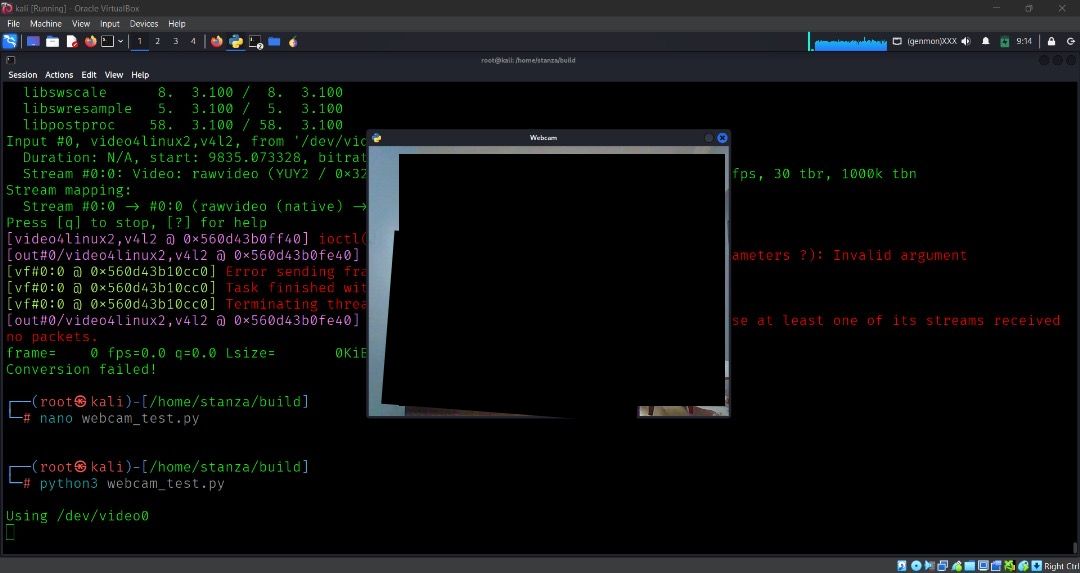 kali [Running] - Oracle VirtualBox
File Machine View Input Devices Help
1 2 3 4
(genmon)XXX 9:14
root@kali: /home/stanza/build
Session Actions Edit View Help
libswscale 8. 3.100 / 8. 3.100
libswresample 5. 3.100 / 5. 3.100
libpostproc 58. 3.100 / 58. 3.100
Webcam
Input #0, video4linux2,v4l2, from '/dev/vid
Duration: N/A, start: 9835.073328, bitrat
Stream #0:0: Video: rawvideo (YUY2 / 0×32 fps, 30 tbr, 1000k tbn
Stream mapping:
Stream #0:0 → #0:0 (rawvideo (native) →
Press [q] to stop, [?] for help
[video4linux2,v4l2 @ 0×560d43b0ff40] ioctl(
[out#0/video4linux2,v4l2 @ 0×560d43b0fe40] ameters ?): Invalid argument
[vf#0:0 @ 0×560d43b10cc0] Error sending fra
[vf#0:0 @ 0×560d43b10cc0] Task finished wit
[vf#0:0 @ 0×560d43b10cc0] Terminating threa
[out#0/video4linux2,v4l2 @ 0×560d43b0fe40] se at least one of its streams received
no packets.
frame= 0 fps=0.0 q=0.0 Lsize= 0KiB
Conversion failed!
┌──(root㉿kali)-[/home/stanza/build]
└─# nano webcam_test.py
┌──(root㉿kali)-[/home/stanza/build]
└─# python3 webcam_test.py
Using /dev/video0
Right Ctrl